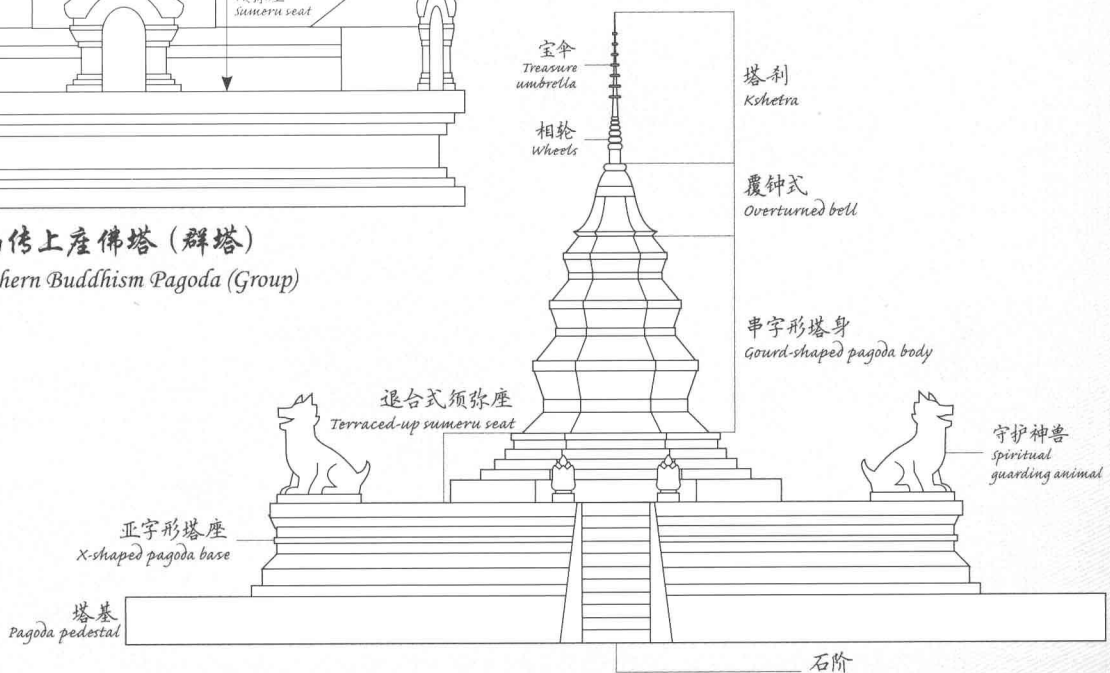 Sumeru seat
传上座佛塔（群塔）
hern Buddhism Pagoda (Group)
宝伞
Treasure
umbrella
相轮
Wheels
塔刹
Kshetra
覆钟式
Overturned bell
串字形塔身
Gourd-shaped pagoda body
退台式须弥座
Terraced-up sumeru seat
守护神兽
Spiritual
guarding animal
亚字形塔座
X-shaped pagoda base
塔基
Pagoda pedestal
石阶